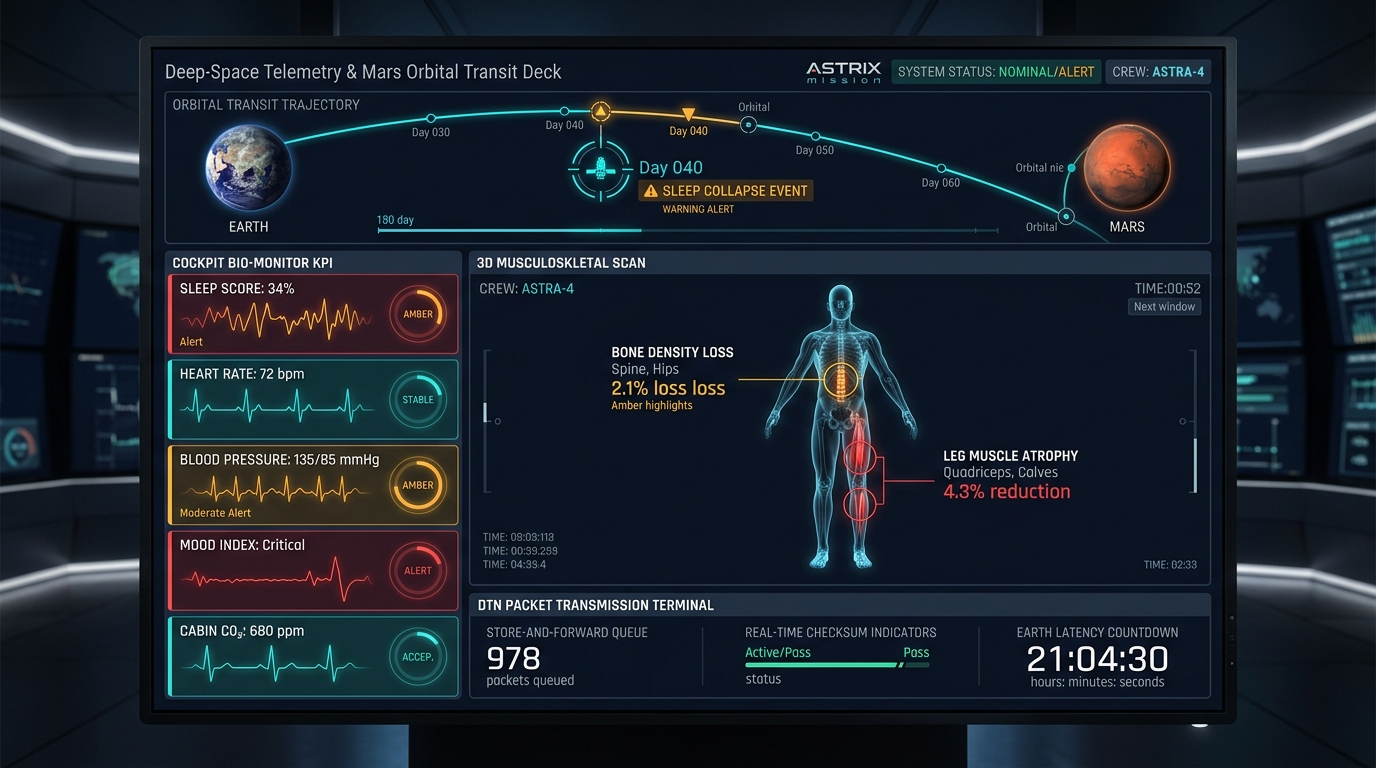 Deep-Space Telemetry & Mars Orbital Transit Deck
ASTRIX
mission
SYSTEM STATUS: NOMINAL/ALERT
CREW: ASTRA-4
ORBITAL TRANSIT TRAJECTORY
EARTH
Day 030
Day 040
Day 040
Orbital
Day 050
Day 060
Orbital nie
Orbital
MARS
Day 040
SLEEP COLLAPSE EVENT
WARNING ALERT
180 day
COCKPIT BIO-MONITOR KPI
SLEEP SCORE: 34%
Alert
AMBER
HEART RATE: 72 bpm
STABLE
BLOOD PRESSURE: 135/85 mmHg
Moderate Alert
AMBER
MOOD INDEX: Critical
ALERT
CABIN CO₂: 680 ppm
ACCEP.
3D MUSCULOSKLETAL SCAN
CREW: ASTRA-4
TIME:00:52
Next window
BONE DENSITY LOSS
Spine, Hips
2.1% loss loss
Amber highlights
LEG MUSCLE ATROPHY
Quadriceps, Calves
4.3% reduction
TIME:
TIME:
TIME: 04:39.4
TIME: 02:33
DTN PACKET TRANSMISSION TERMINAL
STORE-AND-FORWARD QUEUE
978
packets queued
REAL-TIME CHECKSUM INDICATORS
Active/Pass Pass
status
EARTH LATENCY COUNTDOWN
21:04:30
hours: minutes: seconds